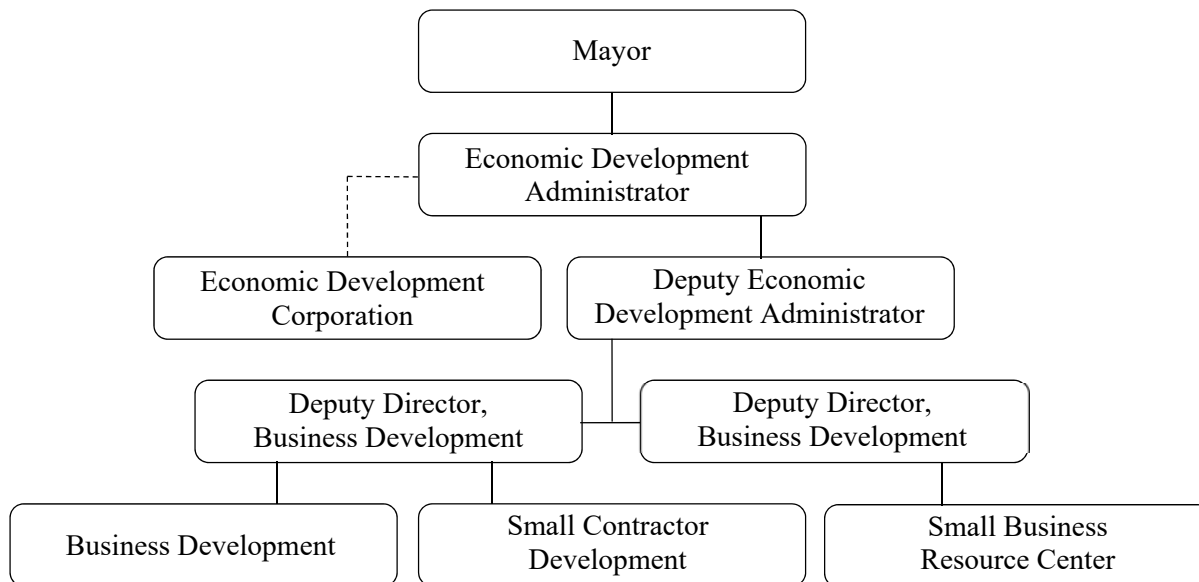 Mayor
Economic Development
Administrator
Economic Development
Corporation
Deputy Economic
Development Administrator
Deputy Director,
Business Development
Deputy Director,
Business Development
Business Development
Small Contractor
Development
Small Business
Resource Center